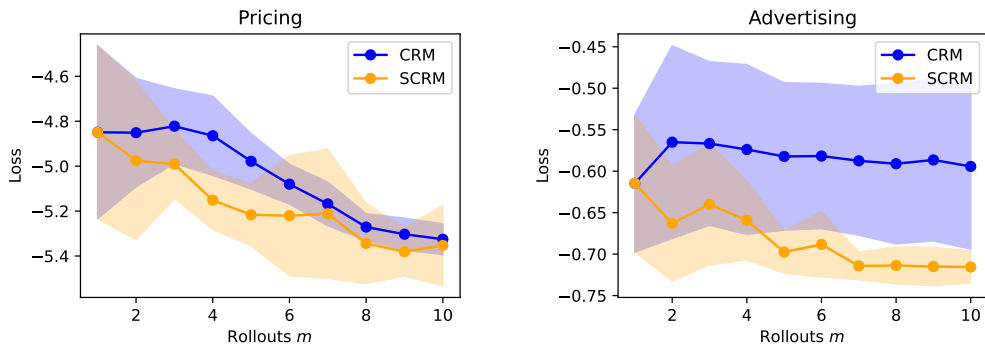 Pricing
CRM
SCRM
−4.6
−4.8
−5.0
−5.2
−5.4
Loss
2
4
6
8
10
Rollouts m
Advertising
CRM
SCRM
−0.45
−0.50
−0.55
−0.60
−0.65
−0.70
−0.75
Loss
2
4
6
8
10
Rollouts m